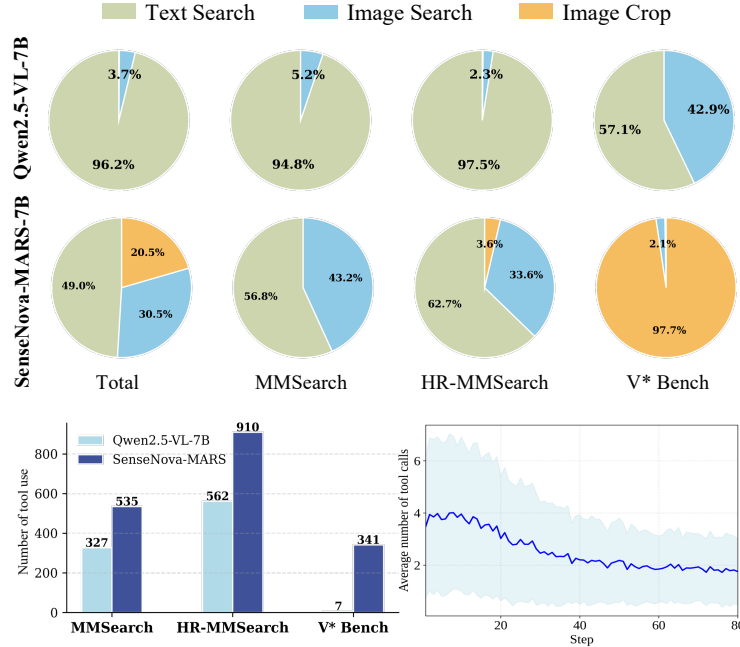 Text Search
Image Search
Image Crop
Qwen2.5-VL-7B
3.7%
96.2%
5.2%
94.8%
2.3%
97.5%
42.9%
57.1%
SenseNova-MARS-7B
20.5%
49.0%
30.5%
43.2%
56.8%
3.6%
33.6%
62.7%
2.1%
97.7%
Total
MMSearch
HR-MMSearch
V* Bench
Number of tool use
800
600
400
200
0
Qwen2.5-VL-7B
SenseNova-MARS
327
535
562
910
7
341
MMSearch
HR-MMSearch
V* Bench
Average number of tool calls
6
4
2
20
40
60
80
Step